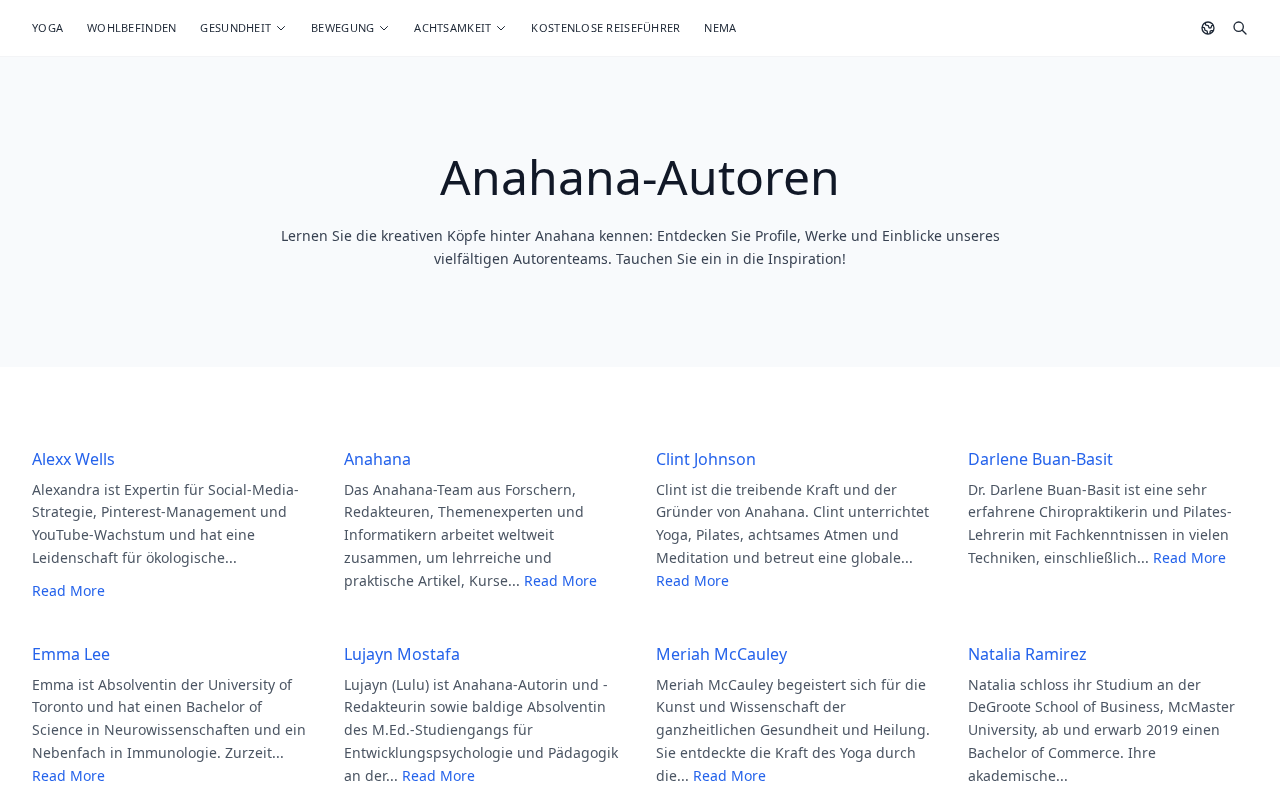 YOGA WOHLBEFINDEN GESUNDHEIT BEWEGUNG ACHTSAMKEIT KOSTENLOSE REISEFÜHRER NEMA
Anahana-Autoren
Lernen Sie die kreativen Köpfe hinter Anahana kennen: Entdecken Sie Profile, Werke und Einblicke unseres
vielfältigen Autorenteams. Tauchen Sie ein in die Inspiration!
Alexx Wells
Alexandra ist Expertin für Social-Media-
Strategie, Pinterest-Management und
YouTube-Wachstum und hat eine
Leidenschaft für ökologische...
Read More
Anahana
Das Anahana-Team aus Forschern,
Redakteuren, Themenexperten und
Informatikern arbeitet weltweit
zusammen, um lehrreiche und
praktische Artikel, Kurse... Read More
Clint Johnson
Clint ist die treibende Kraft und der
Gründer von Anahana. Clint unterrichtet
Yoga, Pilates, achtsames Atmen und
Meditation und betreut eine globale...
Read More
Darlene Buan-Basit
Dr. Darlene Buan-Basit ist eine sehr
erfahrene Chiropraktikerin und Pilates-
Lehrerin mit Fachkenntnissen in vielen
Techniken, einschließlich... Read More
Emma Lee
Emma ist Absolventin der University of
Toronto und hat einen Bachelor of
Science in Neurowissenschaften und ein
Nebenfach in Immunologie. Zurzeit...
Read More
Lujayn Mostafa
Lujayn (Lulu) ist Anahana-Autorin und -
Redakteurin sowie baldige Absolventin
des M.Ed.-Studiengangs für
Entwicklungspsychologie und Pädagogik
an der... Read More
Meriah McCauley
Meriah McCauley begeistert sich für die
Kunst und Wissenschaft der
ganzheitlichen Gesundheit und Heilung.
Sie entdeckte die Kraft des Yoga durch
die... Read More
Natalia Ramirez
Natalia schloss ihr Studium an der
DeGroote School of Business, McMaster
University, ab und erwarb 2019 einen
Bachelor of Commerce. Ihre
akademische...